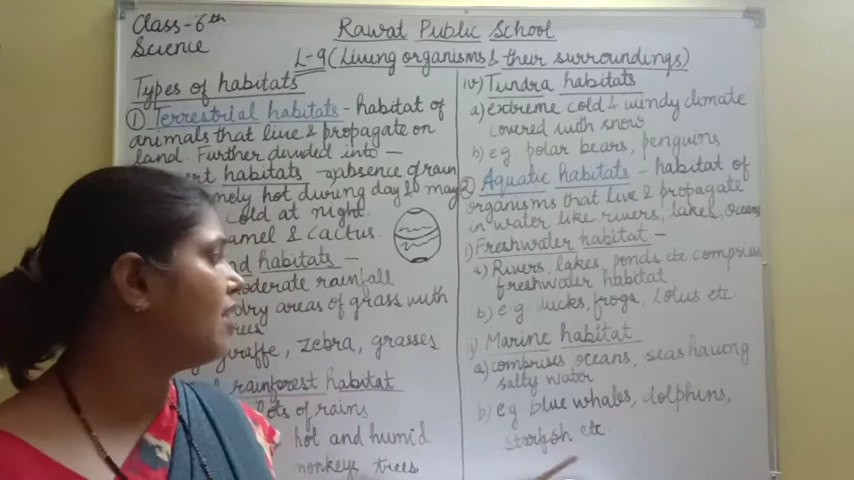 Class-6th
Science
Rawat Public School
L-9 (Living organisms & their surroundings)
Types of habitats
① Terrestrial habitats - habitat of
animals that live & propagate on
land. Further divided into -
habitats - absence of rain
hot during day & may
cold at night.
& cactus.
habitats -
moderate rainfall
dry areas of grass with
trees
giraffe, zebra, grasses
rainforest habitat
lots of rains
hot and humid
monkeys trees
iv) Tundra habitats
a) extreme cold & windy climate
covered with snow
b) eg polar bears, penguins
② Aquatic habitats - habitat of
organisms that live & propagate
in water like rivers, lakes, oceans
i) Freshwater habitat -
a) Rivers, lakes, ponds etc comprises
freshwater habitat
b) e.g. ducks, frogs, lotus etc
Marine habitat
a) comprises oceans, seas having
salty water
b) eg blue whales, dolphins,
starfish etc